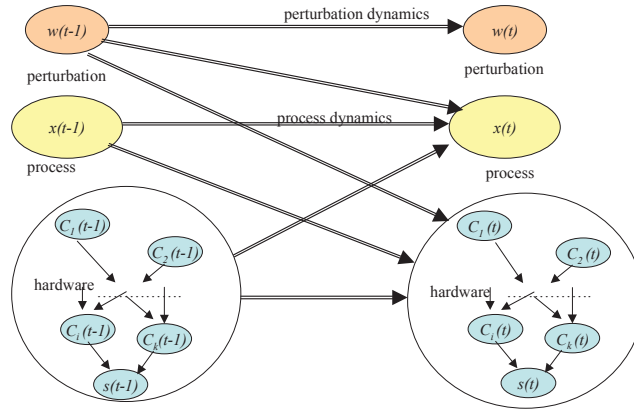 w(t-1)
perturbation dynamics
w(t)
perturbation
perturbation
x(t-1)
process dynamics
x(t)
process
process
C1(t-1)
C2(t-1)
hardware
Ci(t-1)
Ck(t-1)
s(t-1)
C1(t)
C2(t)
hardware
Ci(t)
Ck(t)
s(t)